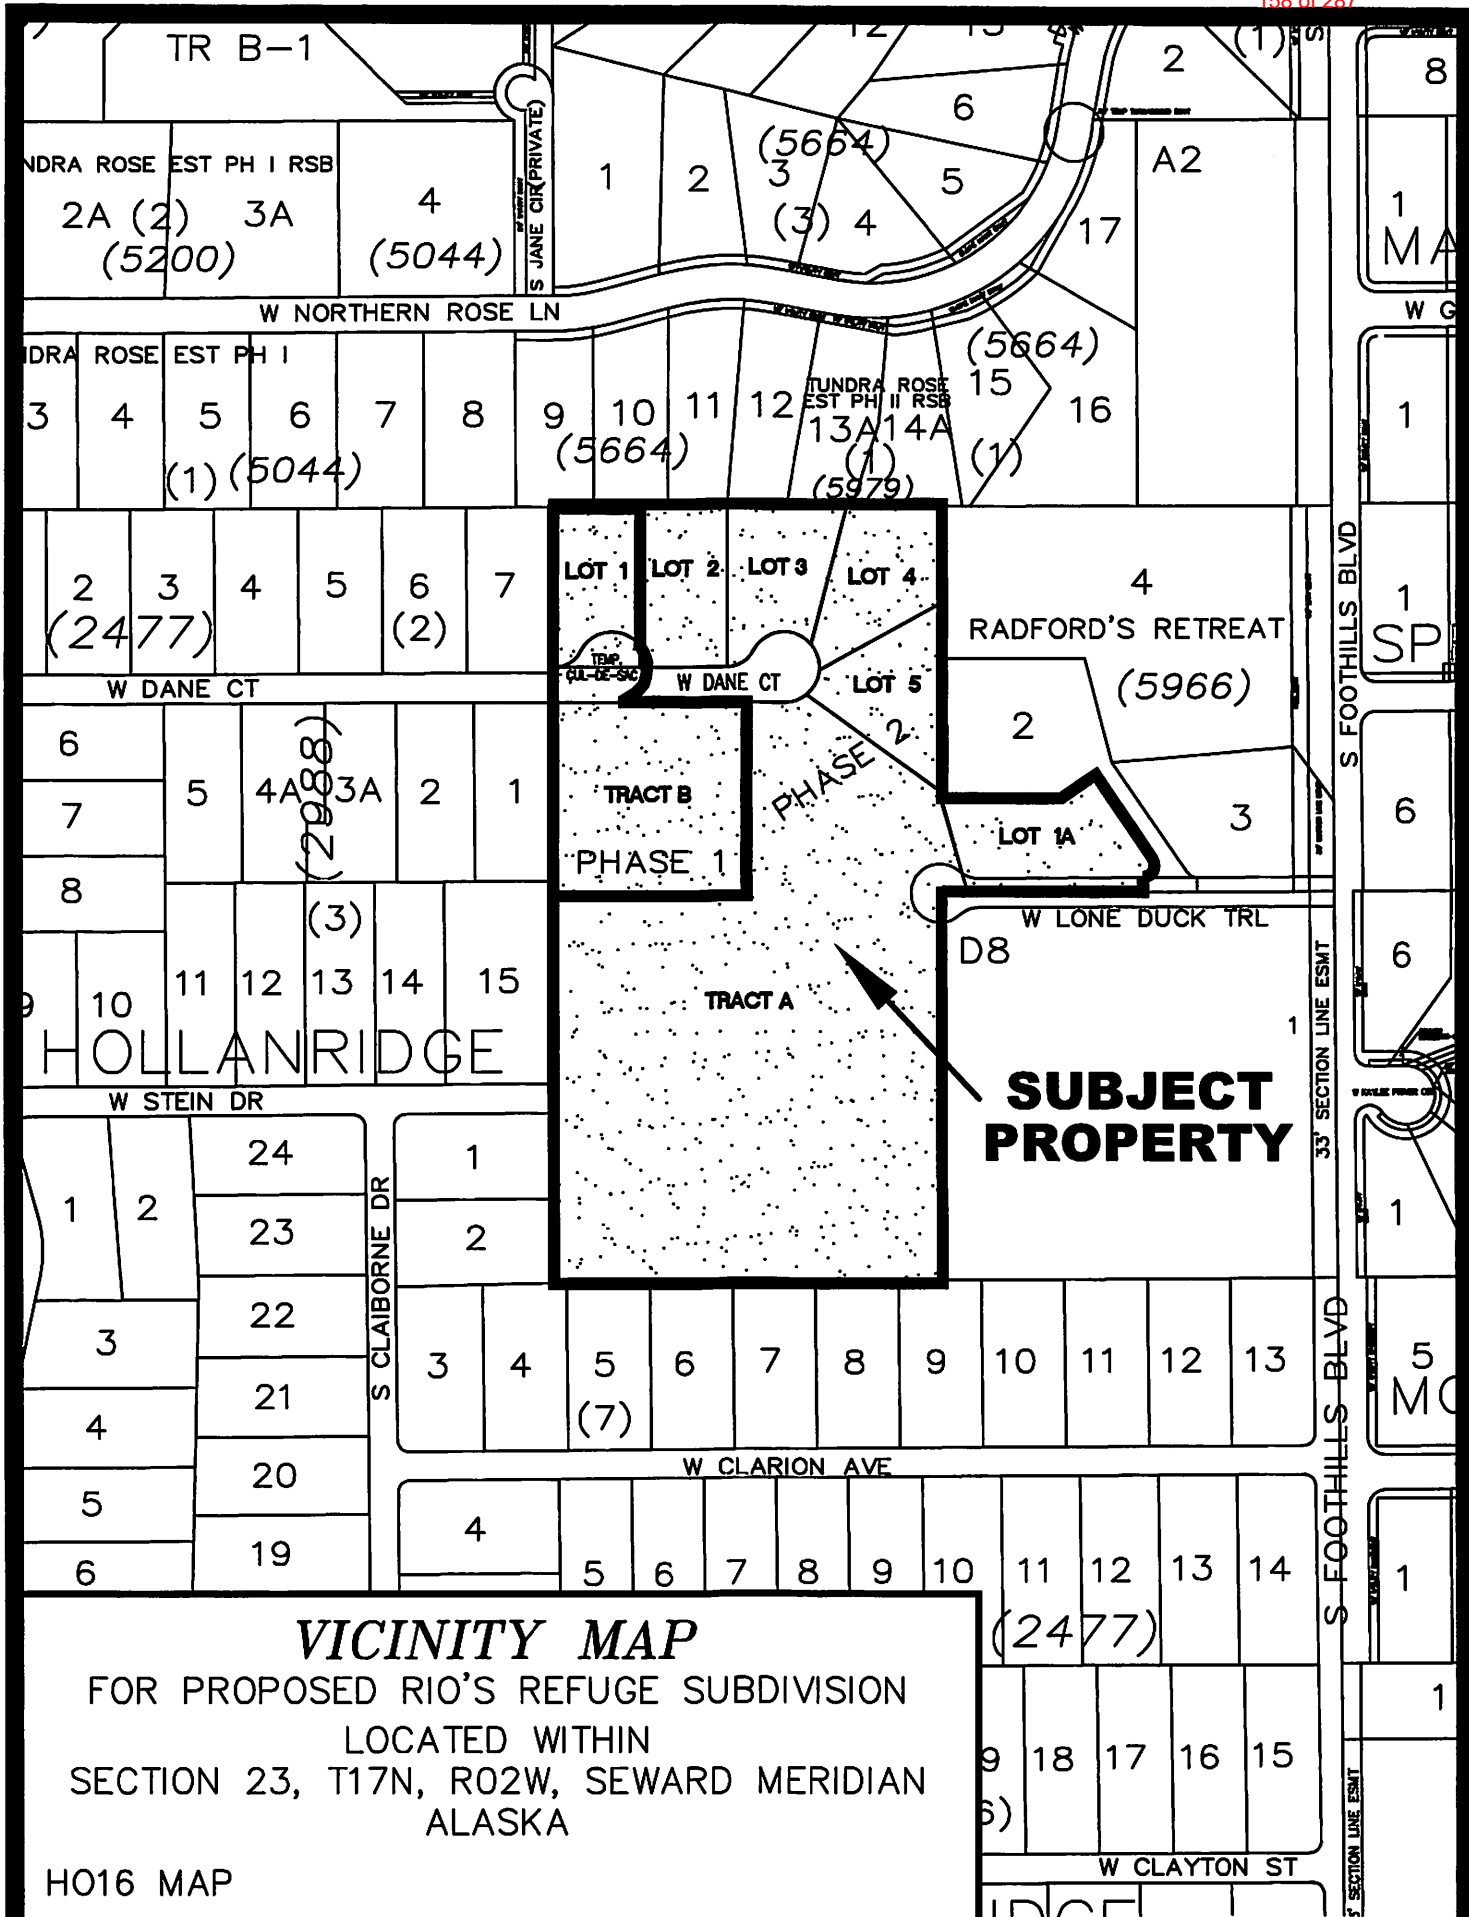 158 of 287
TR B-1
12
13
2
(1)
S
8
6
(5664)
A2
NDRA ROSE EST PH I RSB
2A (2) 3A
(5200)
4
(5044)
S JANE CIR(PRIVATE)
1
2
3
(3)
4
5
17
1
MA
W NORTHERN ROSE LN
W G
NDRA ROSE EST PH I
3
4
5
6
7
8
9
10
11
12
TUNDRA ROSE
EST PH II RSB
13A 14A
(1)
(5979)
(5664)
15
16
(1)
1
(1) (5044)
(5664)
2
3
4
5
6
7
(2477)
(2)
LOT 1
LOT 2
LOT 3
LOT 4
4
RADFORD'S RETREAT
(5966)
S FOOTHILLS BLVD
1
SP
W DANE CT
TEMP.
CUL-DE-SAC
W DANE CT
LOT 5
PHASE 2
2
6
7
8
5
4A
3A
2
1
(2988)
TRACT B
PHASE 1
LOT 1A
3
6
(3)
9
10
11
12
13
14
15
HOLLANRIDGE
W LONE DUCK TRL
D8
TRACT A
6
1
33' SECTION LINE ESMT
SUBJECT
PROPERTY
W STEIN DR
24
1
1
2
23
2
1
S CLAIBORNE DR
22
3
21
3
4
5
6
7
8
9
10
11
12
13
(7)
S FOOTHILLS BLVD
5
MO
4
W CLARION AVE
20
5
4
19
6
5
6
7
8
9
10
11
12
13
14
1
(2477)
VICINITY MAP
FOR PROPOSED RIO'S REFUGE SUBDIVISION
LOCATED WITHIN
SECTION 23, T17N, R02W, SEWARD MERIDIAN
ALASKA
HO16 MAP
1
9
18
17
16
15
6)
W CLAYTON ST
SECTION LINE ESMT
IDGE